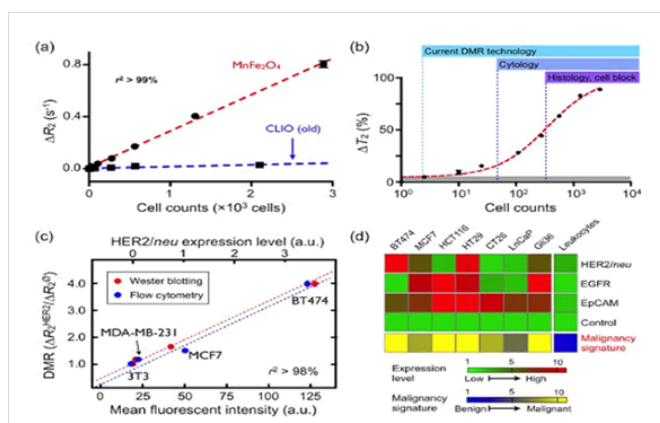 (a)
0.8
0.4
0.0
ΔR₂ (s⁻¹)
r² > 99%
MnFe₂O₄
CLIO (old)
0 1 2 3
Cell counts (×10³ cells)
(b)
Current DMR technology
Cytology
Histology, cell block
100
50
0
ΔT₂ (%)
10⁰ 10¹ 10² 10³ 10⁴
Cell counts
(c)
HER2/neu expression level (a.u.)
0 0.5 1
Wester blotting
Flow cytometry
4.0
3.0
2.0
1.0
0
DMR (ΔR₂ᴴᴱᴿ²/ΔR₂Ø)
BT474
MDA-MB-231
MCF7
3T3
r² > 98%
0 25 50 75 100 125
Mean fluorescent intensity (a.u.)
(d)
BT474 MCF7 HCT116 HT29 CT26 LnCaP Gli36 Leukocytes
HER2/neu
EGFR
EpCAM
Control
Malignancy signature
Expression level
1 5 10
Low High
Malignancy signature
1 5 10
Benign Malignant